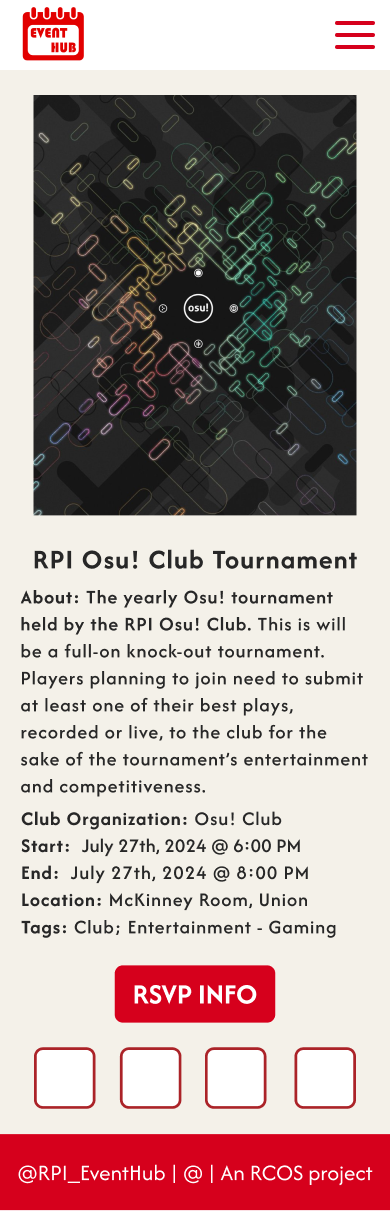 EVENT
HUB
osu!
RPI Osu! Club Tournament
About: The yearly Osu! tournament
held by the RPI Osu! Club. This is will
be a full-on knock-out tournament.
Players planning to join need to submit
at least one of their best plays,
recorded or live, to the club for the
sake of the tournament’s entertainment
and competitiveness.
Club Organization: Osu! Club
Start: July 27th, 2024 @ 6:00 PM
End: July 27th, 2024 @ 8:00 PM
Location: McKinney Room, Union
Tags: Club; Entertainment - Gaming
RSVP INFO
@RPI_EventHub | @ | An RCOS project